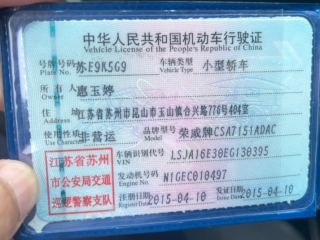 中华人民共和国机动车行驶证
Vehicle License of the People's Republic of China
号牌号码 苏E9K5G9 车辆类型 小型轿车
Plate No. Vehicle Type
所有人 惠玉婷
Owner
住址 江苏省苏州市昆山市玉山镇合兴路776号404室
Address
使用性质 非营运 品牌型号 荣威牌CSA7151ADAC
Use Character Model
江苏省苏州
市公安局交通
巡逻警察支队
车辆识别代号 LSJA16E30EG130395
VIN
发动机号码 N1GEC010497
Engine No.
注册日期 2015-04-10 发证日期 2015-04-10
Register Date Issue Date